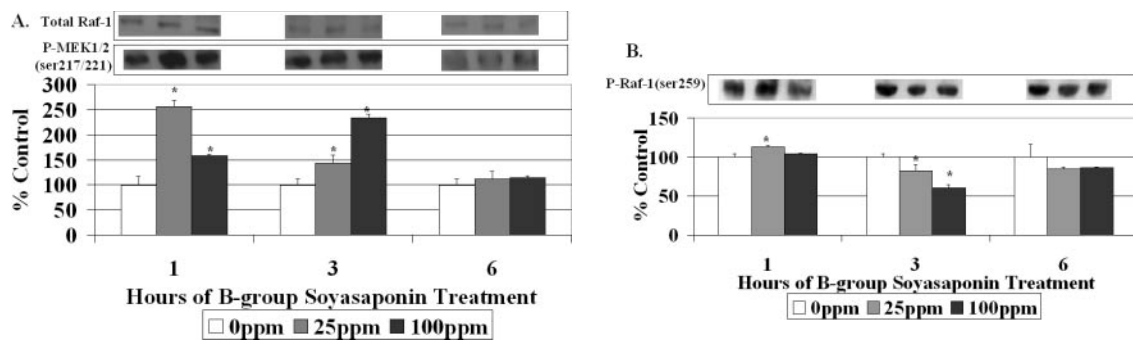 A.
Total Raf-1
P-MEK1/2
(ser217/221)
300
250
200
150
100
50
0
% Control
* * * *
1 3 6
Hours of B-group Soyasaponin Treatment
0ppm 25ppm 100ppm
B.
P-Raf-1(ser259)
150
100
50
0
% Control
* * *
1 3 6
Hours of B-group Soyasaponin Treatment
0ppm 25ppm 100ppm